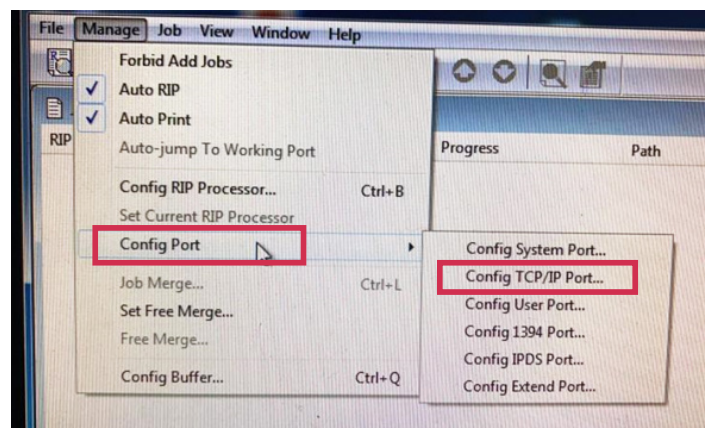 File Manage Job View Window Help
Forbid Add Jobs
Auto RIP
Auto Print
Auto-jump To Working Port
RIP
Progress Path
Config RIP Processor... Ctrl+B
Set Current RIP Processor
Config Port
Config System Port...
Config TCP/IP Port...
Config User Port...
Config 1394 Port...
Config IPDS Port...
Config Extend Port...
Job Merge... Ctrl+L
Set Free Merge...
Free Merge...
Config Buffer... Ctrl+Q